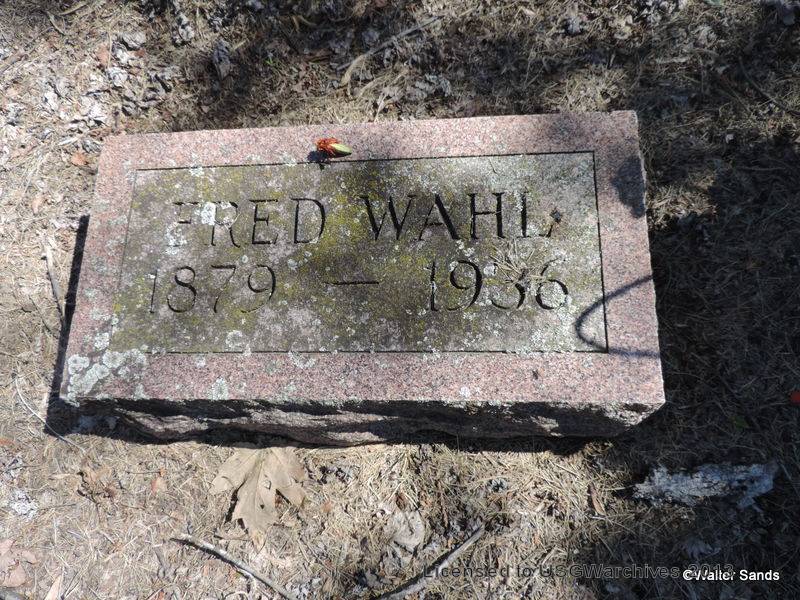 FRED WAHL
1879 — 1936
Licensed to USGWarchives 2013
©Walter Sands